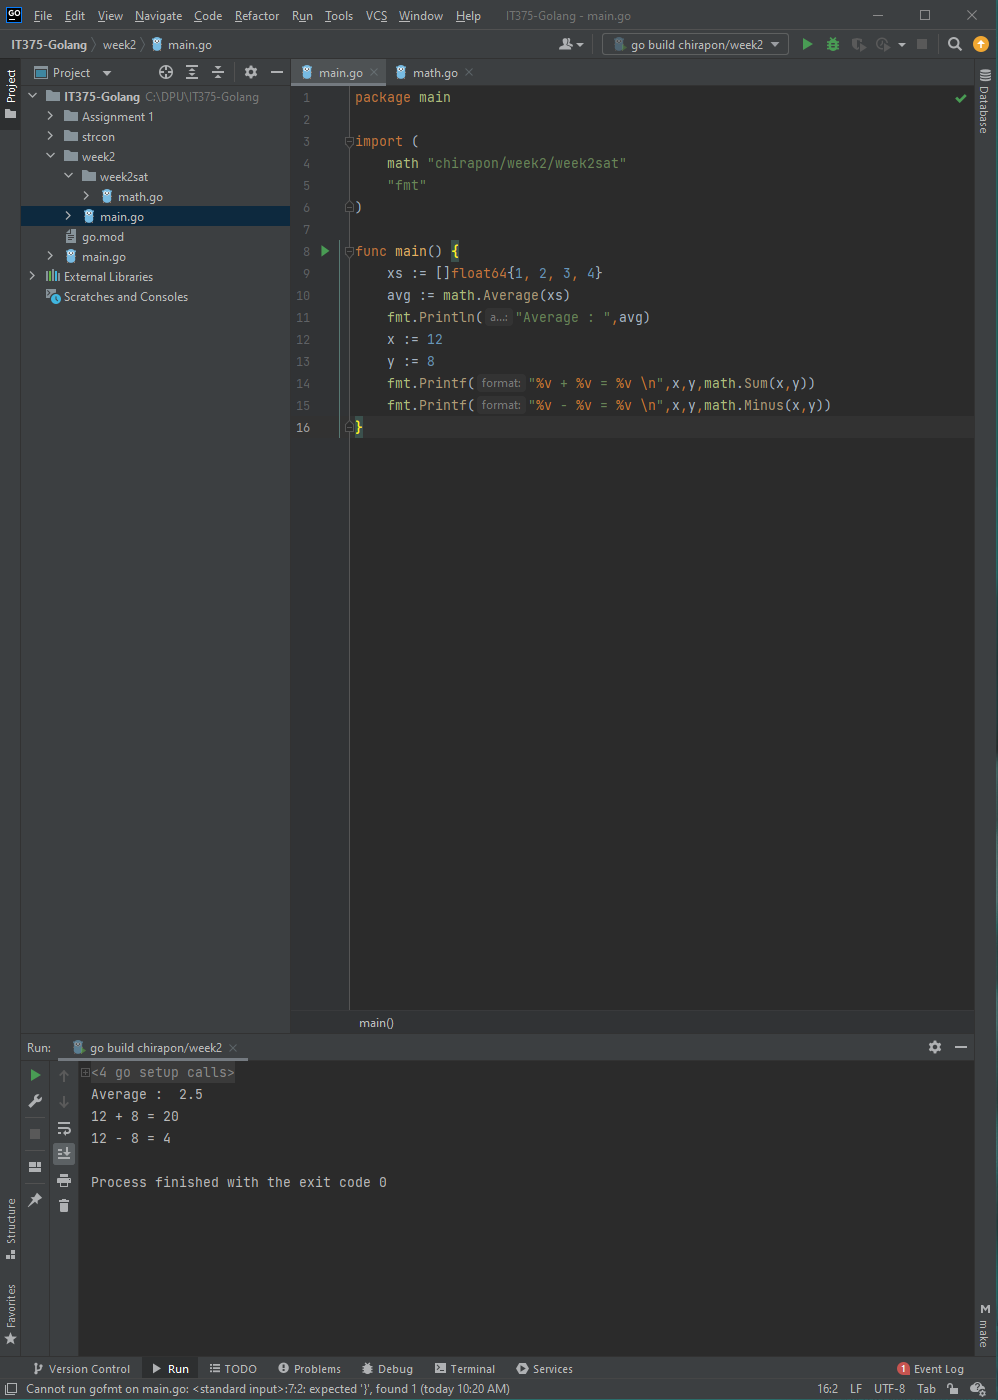 GO File Edit View Navigate Code Refactor Run Tools VCS Window Help IT375-Golang - main.go
IT375-Golang week2 main.go go build chirapon/week2
Project
Project
IT375-Golang C:\DPU\IT375-Golang
Assignment 1
strcon
week2
week2sat
math.go
main.go
go.mod
main.go
External Libraries
Scratches and Consoles
main.go math.go
1 package main
2
3 import (
4 math "chirapon/week2/week2sat"
5 "fmt"
6 )
7
8 func main() {
9 xs := []float64{1, 2, 3, 4}
10 avg := math.Average(xs)
11 fmt.Println( a...: "Average : ",avg)
12 x := 12
13 y := 8
14 fmt.Printf( format: "%v + %v = %v \n",x,y,math.Sum(x,y))
15 fmt.Printf( format: "%v - %v = %v \n",x,y,math.Minus(x,y))
16 }
main()
Database
Run: go build chirapon/week2
<4 go setup calls>
Average :  2.5
12 + 8 = 20
12 - 8 = 4
Process finished with the exit code 0
Structure
Favorites
M make
Version Control Run TODO Problems Debug Terminal Services 1 Event Log
Cannot run gofmt on main.go: <standard input>:7:2: expected '}', found 1 (today 10:20 AM) 16:2 LF UTF-8 Tab